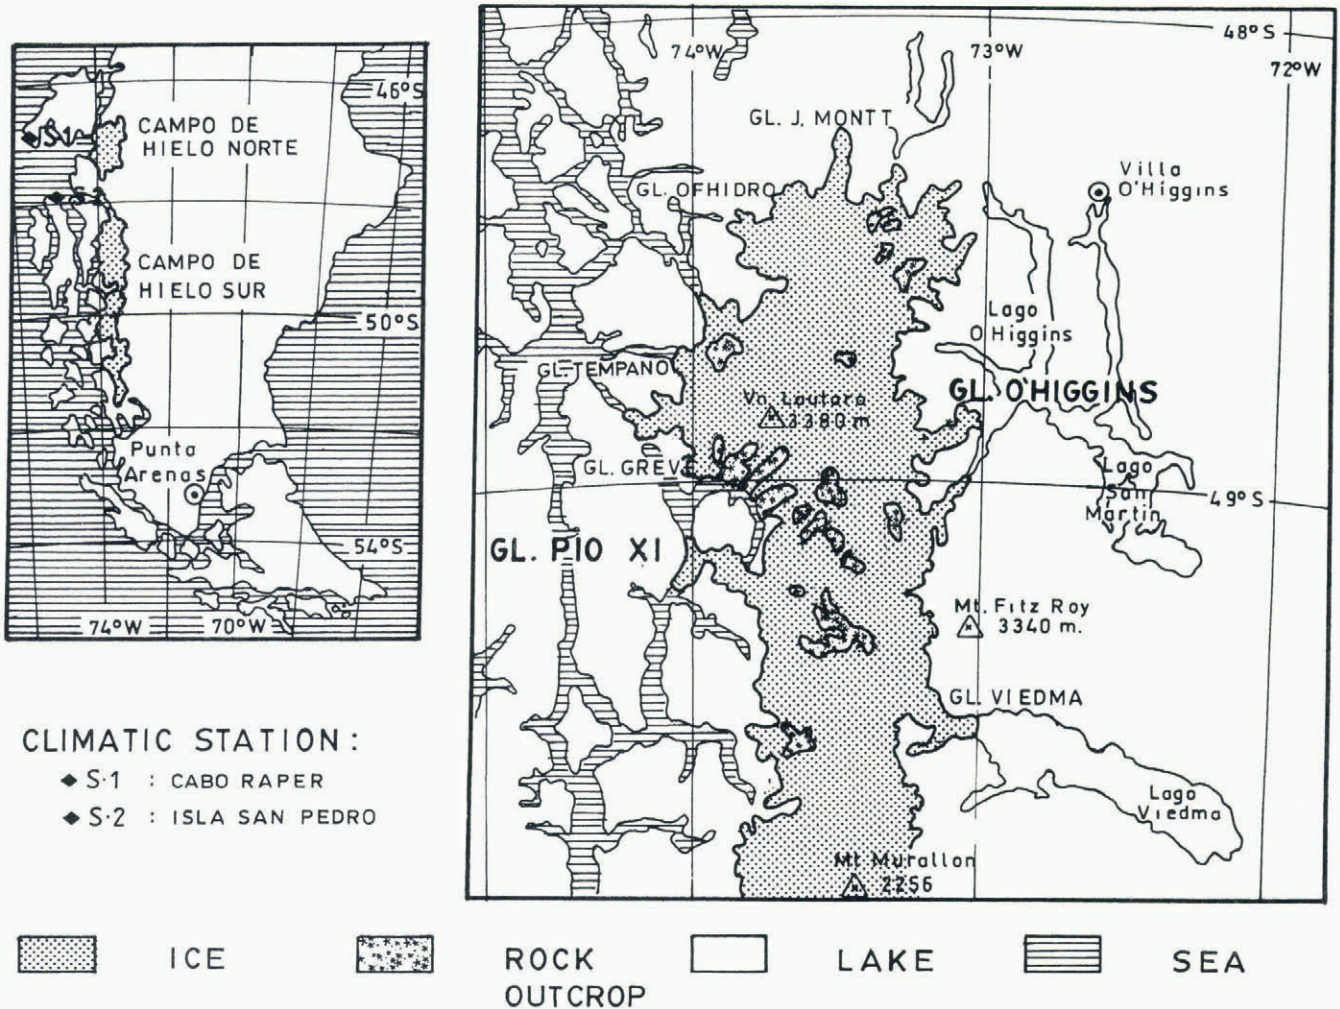 46°S
S-1
CAMPO DE
HIELO NORTE
S-2
CAMPO DE
HIELO SUR
50°S
Punta
Arenas
54°S
74°W
70°W
CLIMATIC STATION :
S·1 : CABO RAPER
S·2 : ISLA SAN PEDRO
48°S
74°W
73°W
72°W
GL. J. MONTT
GL. OFHIDRO
Villa
O'Higgins
Lago
O Higgins
GL. TEMPANO
GL. O'HIGGINS
Vn. Lautaro
3380 m
GL. GREVE
Lago
San
Martin
49°S
GL. PIO XI
Mt. Fitz Roy
3340 m.
GL. VIEDMA
Lago
Viedma
Mt Murallon
2256
ICE
ROCK
OUTCROP
LAKE
SEA